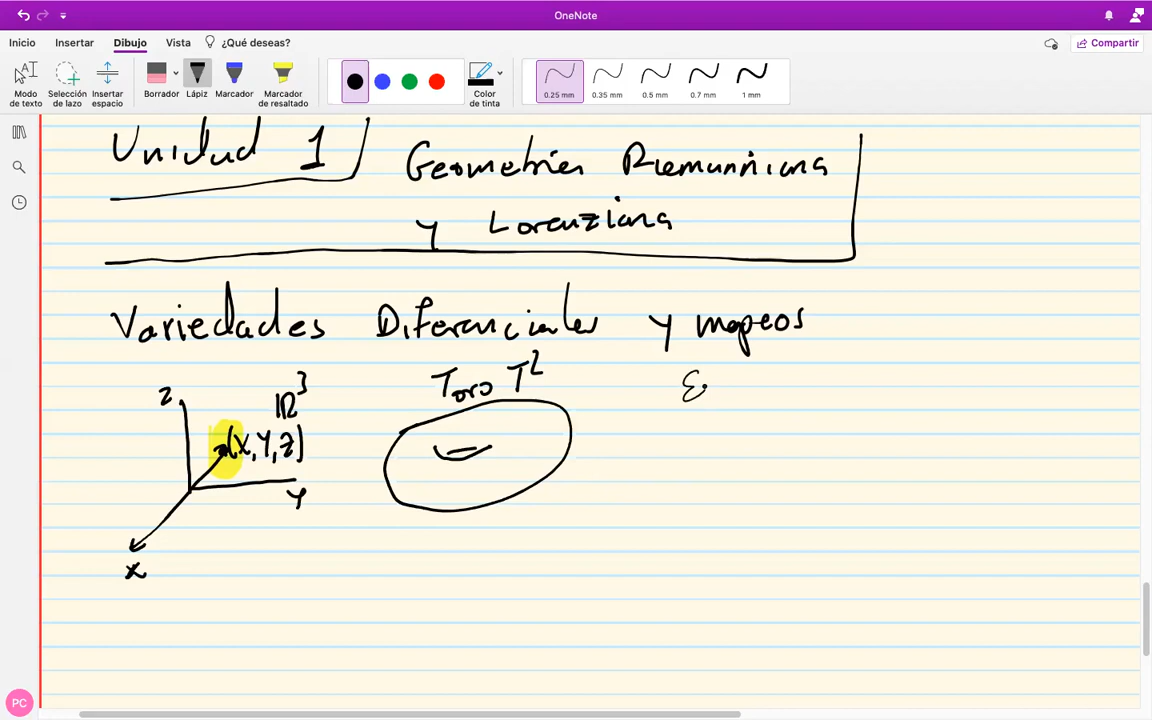 OneNote
Inicio Insertar Dibujo Vista ¿Qué deseas? Compartir
Modo de texto Selección de lazo Insertar espacio Borrador Lápiz Marcador Marcador de resaltado Color de tinta 0.25 mm 0.35 mm 0.5 mm 0.7 mm 1 mm
Unidad 1 Geometria Riemanniana
y Lorenziana
Variedades Diferenciales y mapeos
Toro T²
z ℝ³
(x, y, z)
y
x
PC